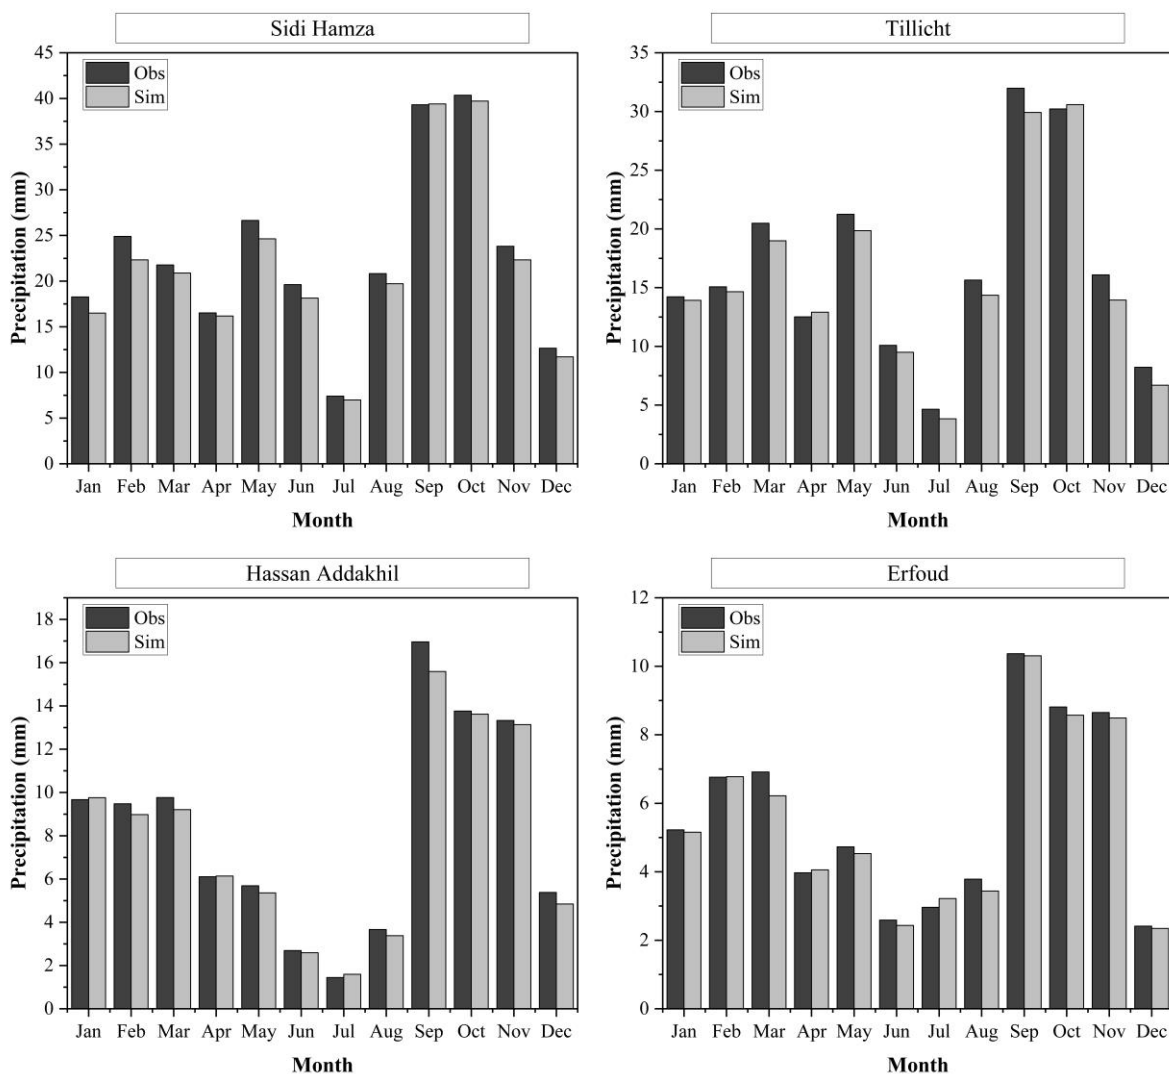 Sidi Hamza
Obs
Sim
45
40
35
30
25
20
15
10
5
0
Precipitation (mm)
Jan Feb Mar Apr May Jun Jul Aug Sep Oct Nov Dec
Month
Tillicht
Obs
Sim
35
30
25
20
15
10
5
0
Precipitation (mm)
Jan Feb Mar Apr May Jun Jul Aug Sep Oct Nov Dec
Month
Hassan Addakhil
Obs
Sim
18
16
14
12
10
8
6
4
2
0
Precipitation (mm)
Jan Feb Mar Apr May Jun Jul Aug Sep Oct Nov Dec
Month
Erfoud
Obs
Sim
12
10
8
6
4
2
0
Precipitation (mm)
Jan Feb Mar Apr May Jun Jul Aug Sep Oct Nov Dec
Month